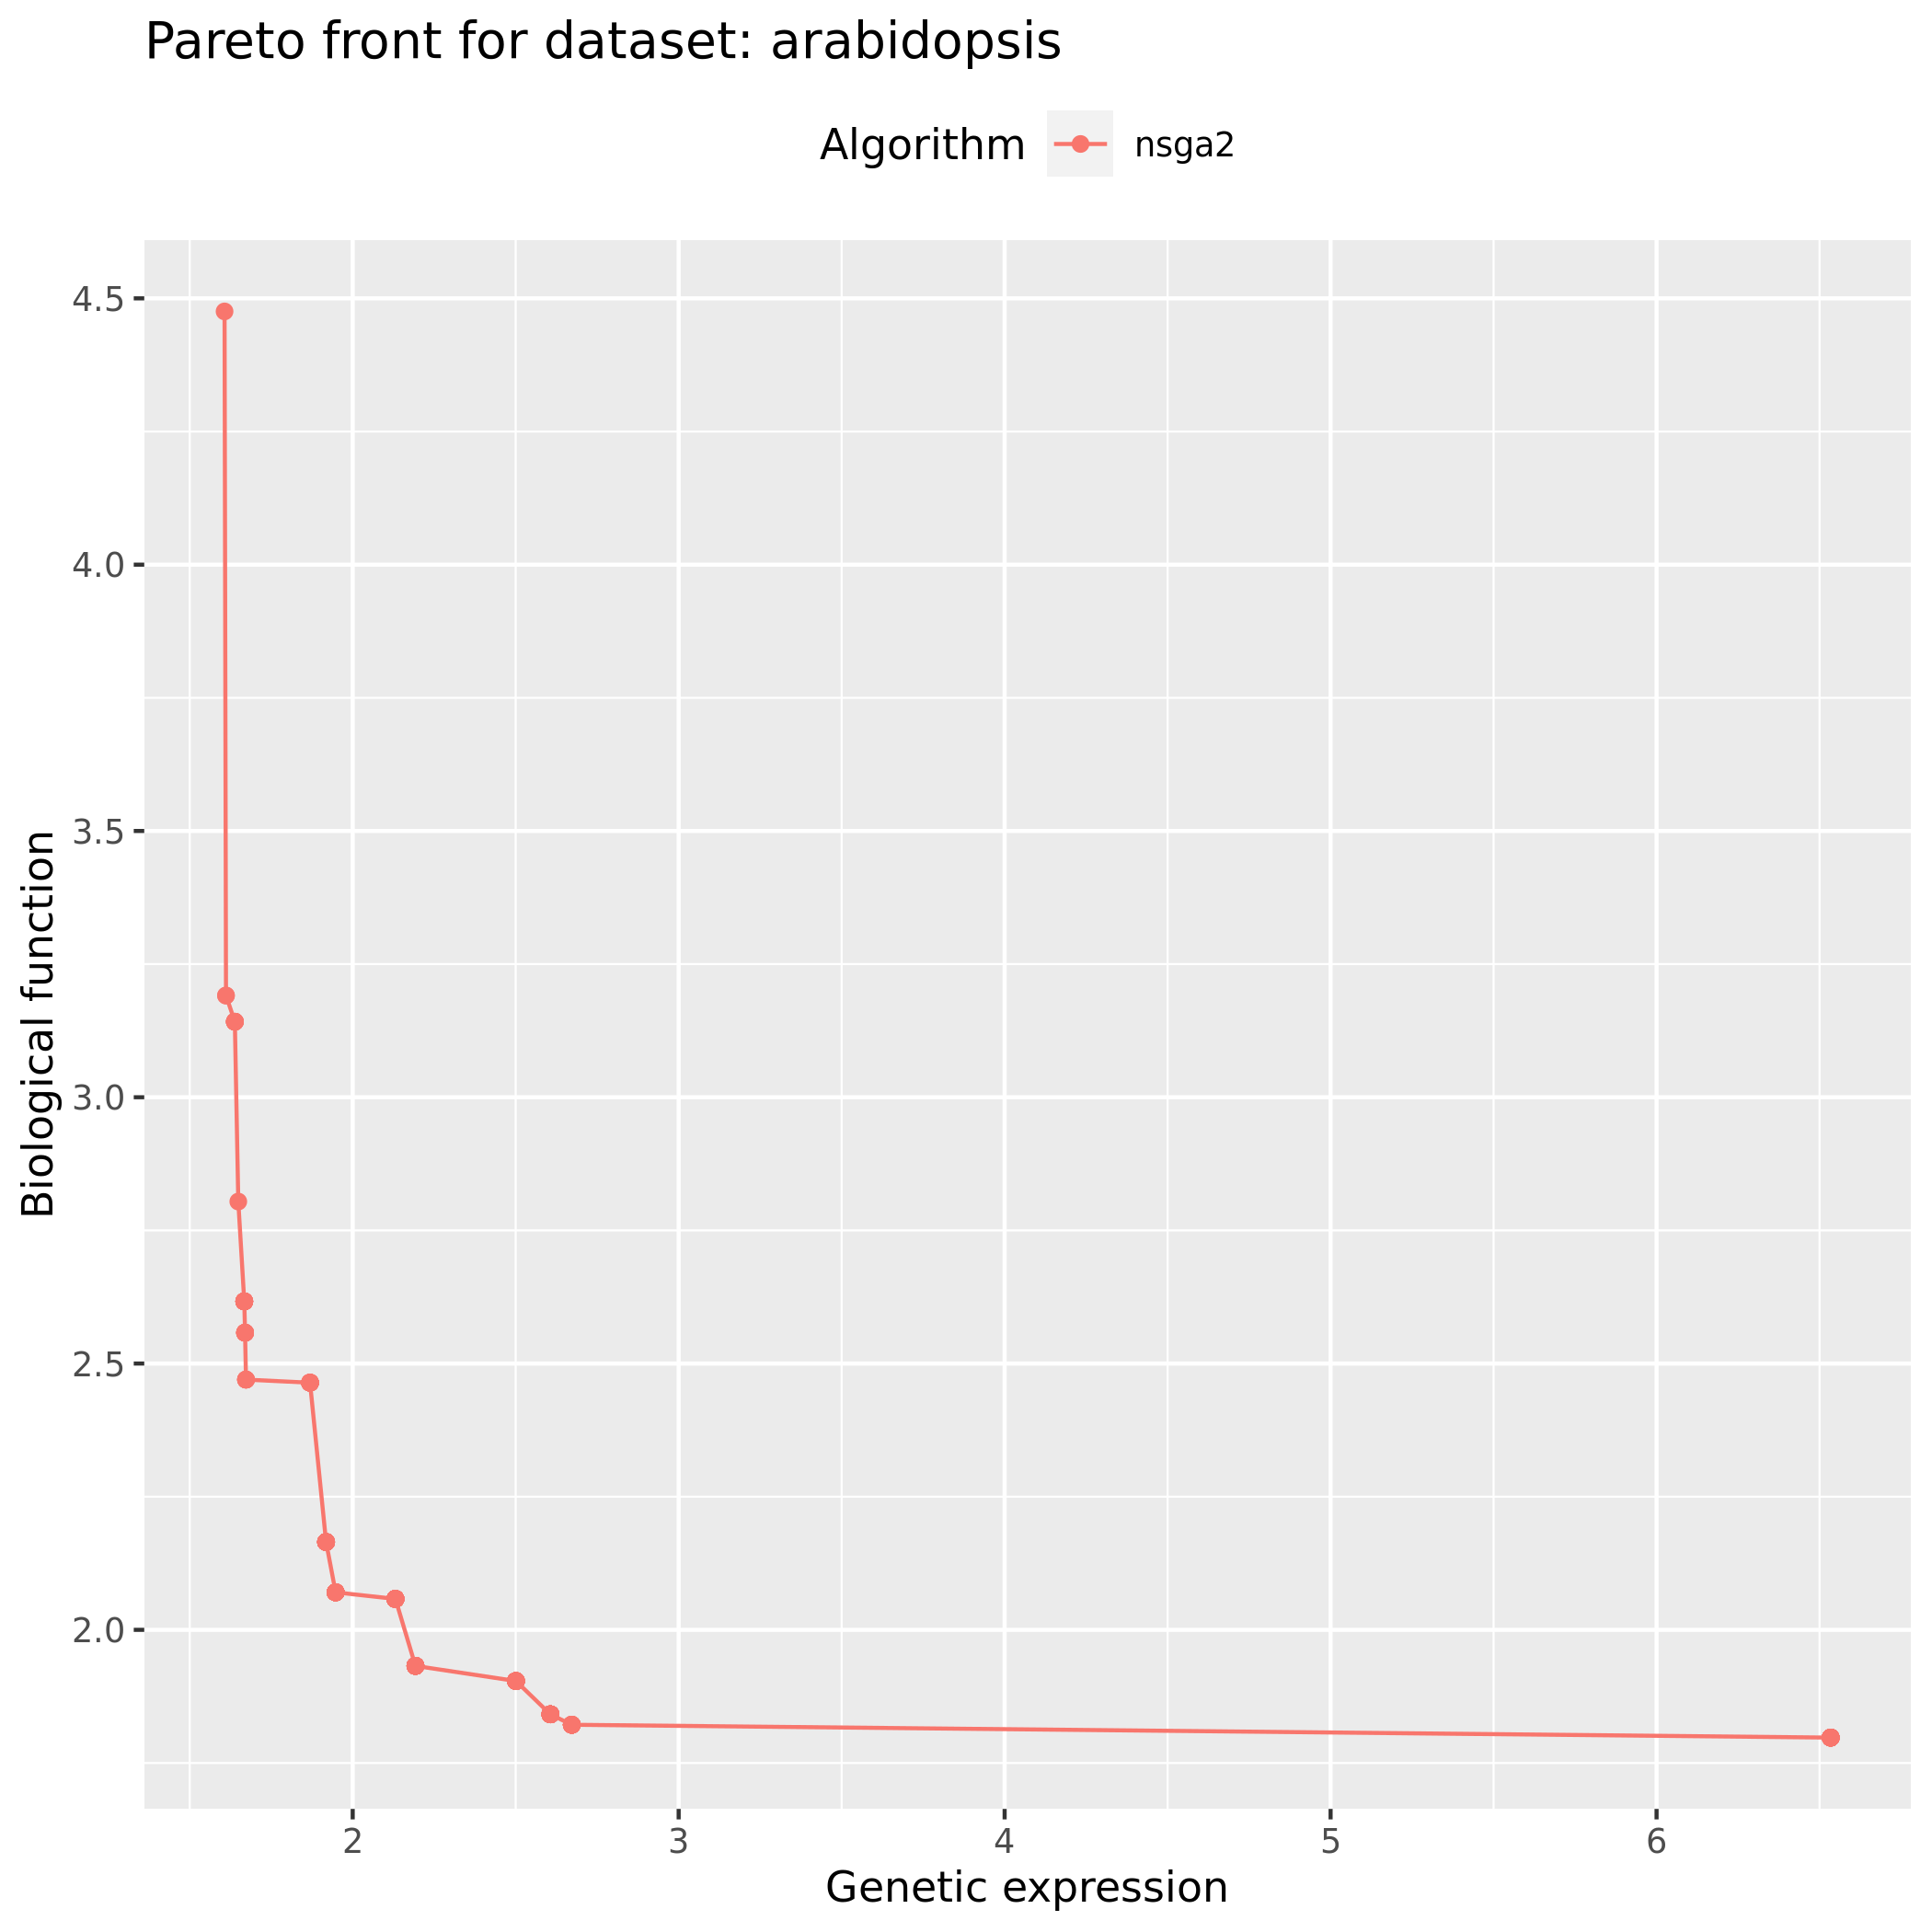 Pareto front for dataset: arabidopsis
Algorithm nsga2
Biological function
4.5
4.0
3.5
3.0
2.5
2.0
2 3 4 5 6
Genetic expression